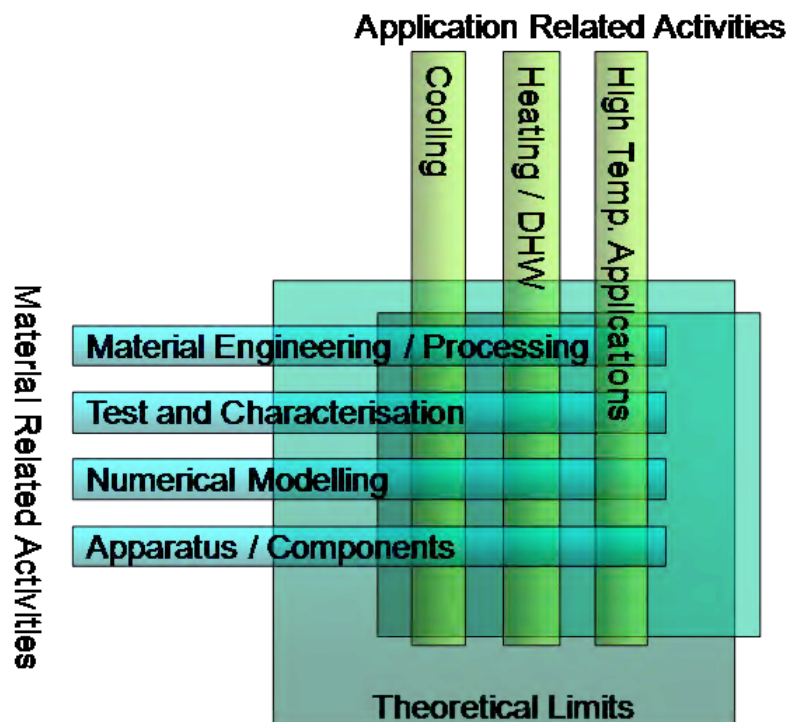 Application Related Activities
Cooling
Heating / DHW
High Temp. Applications
Material Related Activities
Material Engineering / Processing
Test and Characterisation
Numerical Modelling
Apparatus / Components
Theoretical Limits